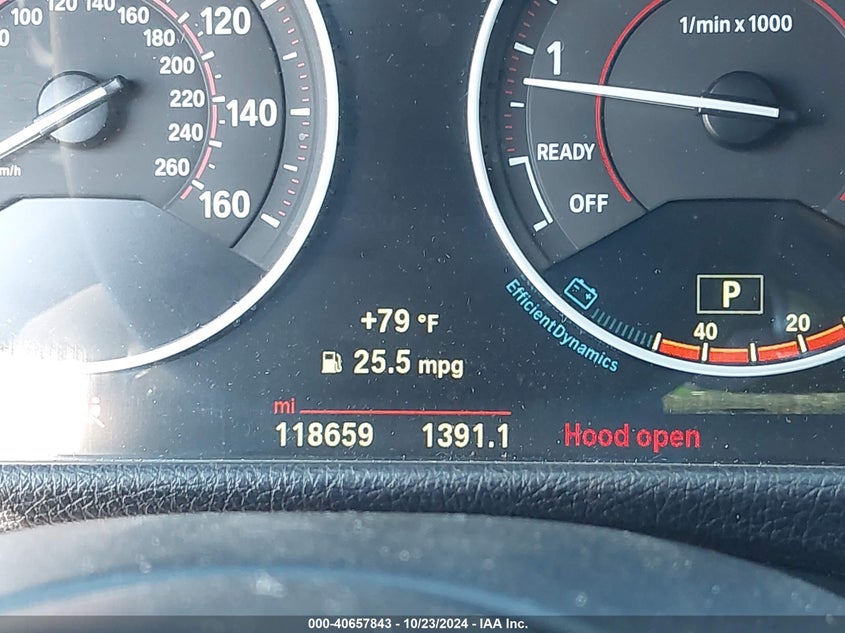 100 120 140 160
180
200
220
240
260
m/h
120
140
160
1/min x 1000
1
READY
OFF
P
40 20
EfficientDynamics
+79 °F
25.5 mpg
mi
118659 1391.1
Hood open
000-40657843 - 10/23/2024 - IAA Inc.